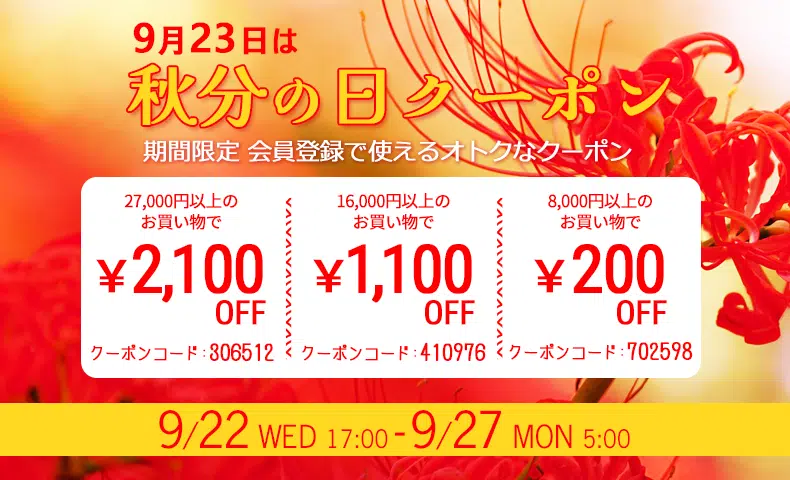 9月23日は
秋分の日クーポン
期間限定 会員登録で使えるオトクなクーポン
27,000円以上の
お買い物で
¥2,100
OFF
クーポンコード:306512
16,000円以上の
お買い物で
¥1,100
OFF
クーポンコード:410976
8,000円以上の
お買い物で
¥200
OFF
クーポンコード:702598
9/22 WED 17:00-9/27 MON 5:00